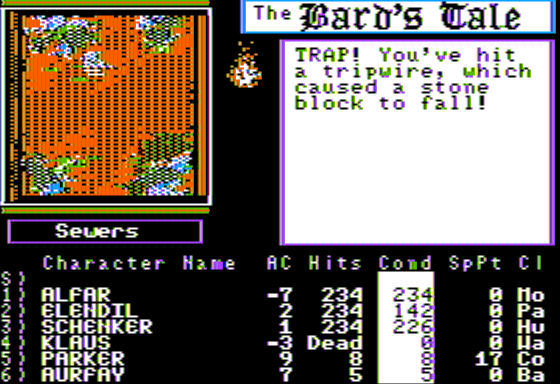 The Bard's Tale
TRAP! You've hit
a tripwire, which
caused a stone
block to fall!
Sewers
Character Name AC Hits Cond SpPt Cl
S)
1) ALFAR -7 234 234 0 Mo
2) ELENDIL 2 234 142 0 Pa
3) SCHENKER 1 234 226 0 Hu
4) KLAUS -3 Dead 0 0 Wa
5) PARKER 9 8 8 17 Co
6) AURFAY 7 5 5 0 Ba